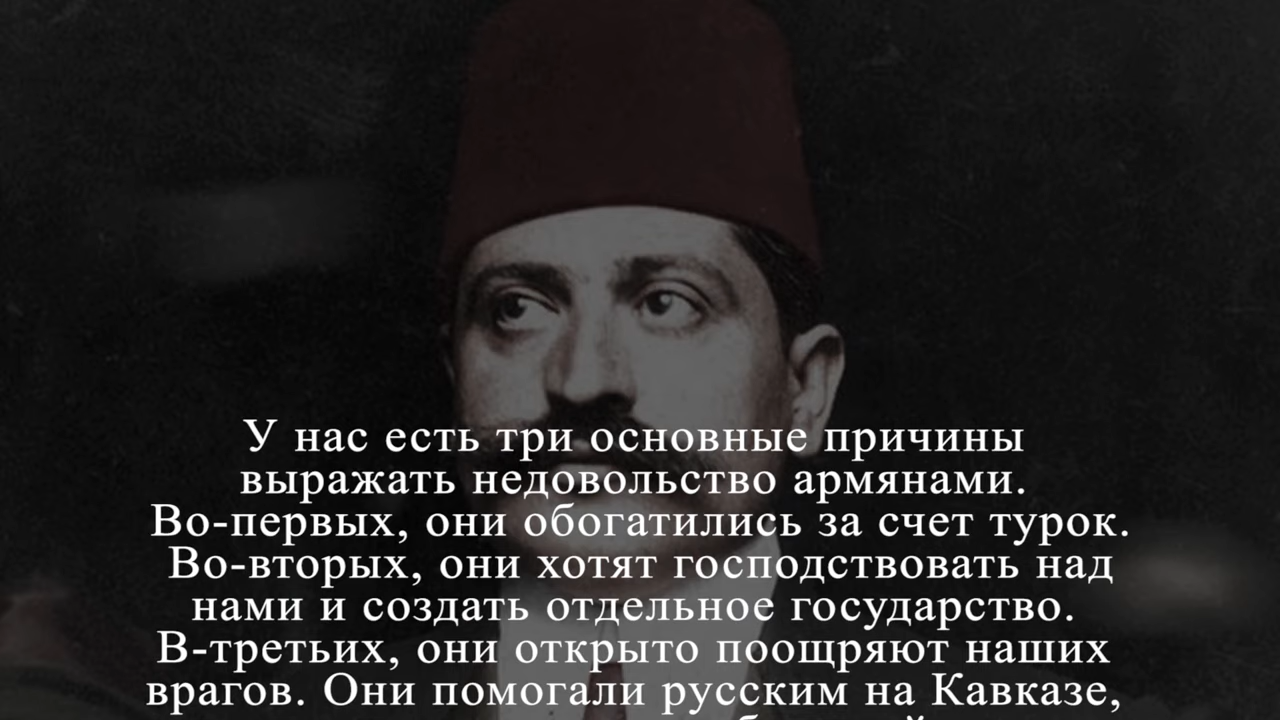 У нас есть три основные причины
выражать недовольство армянами.
Во-первых, они обогатились за счет турок.
Во-вторых, они хотят господствовать над
нами и создать отдельное государство.
В-третьих, они открыто поощряют наших
врагов. Они помогали русским на Кавказе,